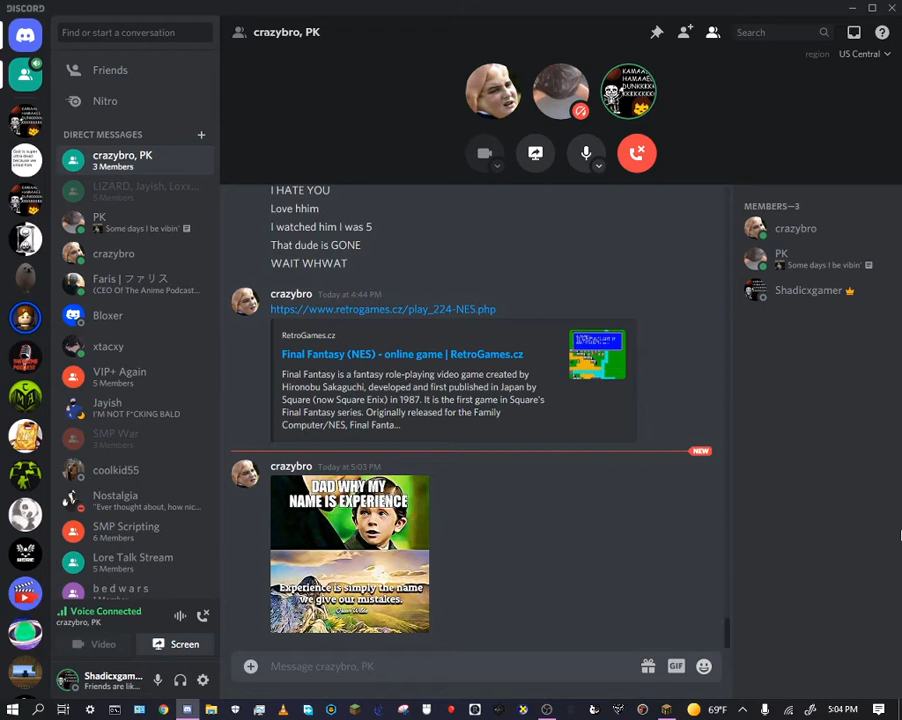 DISCORD
Find or start a conversation
crazybro, PK
Search
region US Central
Friends
Nitro
DIRECT MESSAGES
crazybro, PK
3 Members
LIZARD, Jayish, Loxx...
5 Members
PK
Some days I be vibin'
crazybro
Faris | ファリス
(CEO Of The Anime Podcast...
Bloxer
xtacxy
VIP+ Again
5 Members
Jayish
I'M NOT F*CKING BALD
SMP War
3 Members
coolkid55
Nostalgia
"Ever thought about, how nic...
SMP Scripting
6 Members
Lore Talk Stream
5 Members
b e d w a r s
Voice Connected
crazybro, PK
Video
Screen
Shadicxgam...
Friends are lik...
I HATE YOU
Love hhim
I watched him I was 5
That dude is GONE
WAIT WHWAT
crazybro Today at 4:44 PM
https://www.retrogames.cz/play_224-NES.php
RetroGames.cz
Final Fantasy (NES) - online game | RetroGames.cz
Final Fantasy is a fantasy role-playing video game created by
Hironobu Sakaguchi, developed and first published in Japan by
Square (now Square Enix) in 1987. It is the first game in Square's
Final Fantasy series. Originally released for the Family
Computer/NES, Final Fanta...
NEW
crazybro Today at 5:03 PM
DAD WHY MY
NAME IS EXPERIENCE
Experience is simply the name
we give our mistakes.
Message crazybro, PK
GIF
MEMBERS—3
crazybro
PK
Some days I be vibin'
Shadicxgamer
69°F
5:04 PM